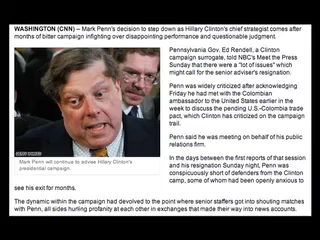 WASHINGTON (CNN) -- Mark Penn's decision to step down as Hillary Clinton's chief strategist comes after
months of bitter campaign infighting over disappointing performance and questionable judgment.
Pennsylvania Gov. Ed Rendell, a Clinton
campaign surrogate, told NBC's Meet the Press
Sunday that there were a "lot of issues" which
might call for the senior adviser's resignation.
Penn was widely criticized after acknowledging
Friday he had met with the Colombian
ambassador to the United States earlier in the
week to discuss the pending U.S.-Colombia trade
pact, which Clinton has criticized on the campaign
trail.
Mark Penn will continue to advise Hillary Clinton's
presidential campaign.
Penn said he was meeting on behalf of his public
relations firm.
In the days between the first reports of that session
and his resignation Sunday night, Penn was
conspicuously short of defenders from the Clinton
camp, some of whom had been openly anxious to
see his exit for months.
The dynamic within the campaign had devolved to the point where senior staffers got into shouting matches
with Penn, all sides hurling profanity at each other in exchanges that made their way into news accounts.